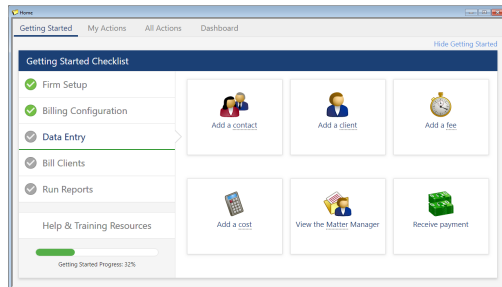 Home
Getting Started My Actions All Actions Dashboard
Hide Getting Started
Getting Started Checklist
Firm Setup
Billing Configuration
Data Entry
Bill Clients
Run Reports
Help & Training Resources
Getting Started Progress: 32%
Add a contact
Add a client
Add a fee
Add a cost
View the Matter Manager
Receive payment